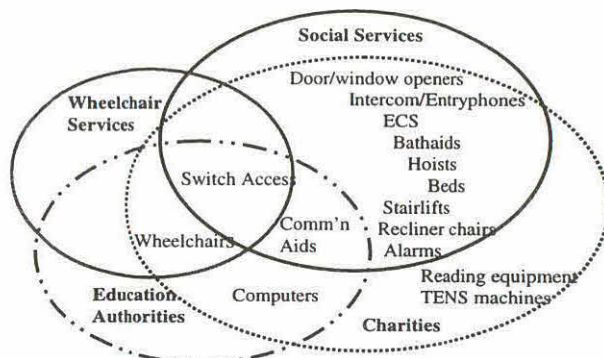 Social Services
Door/window openers
Wheelchair
Services
Intercom/Entryphones
ECS
Bathaids
Hoists
Switch Access
Beds
Stairlifts
Comm'n
Aids
Recliner chairs
Wheelchairs
Alarms
Reading equipment
TENS machines
Education
Authorities
Computers
Charities